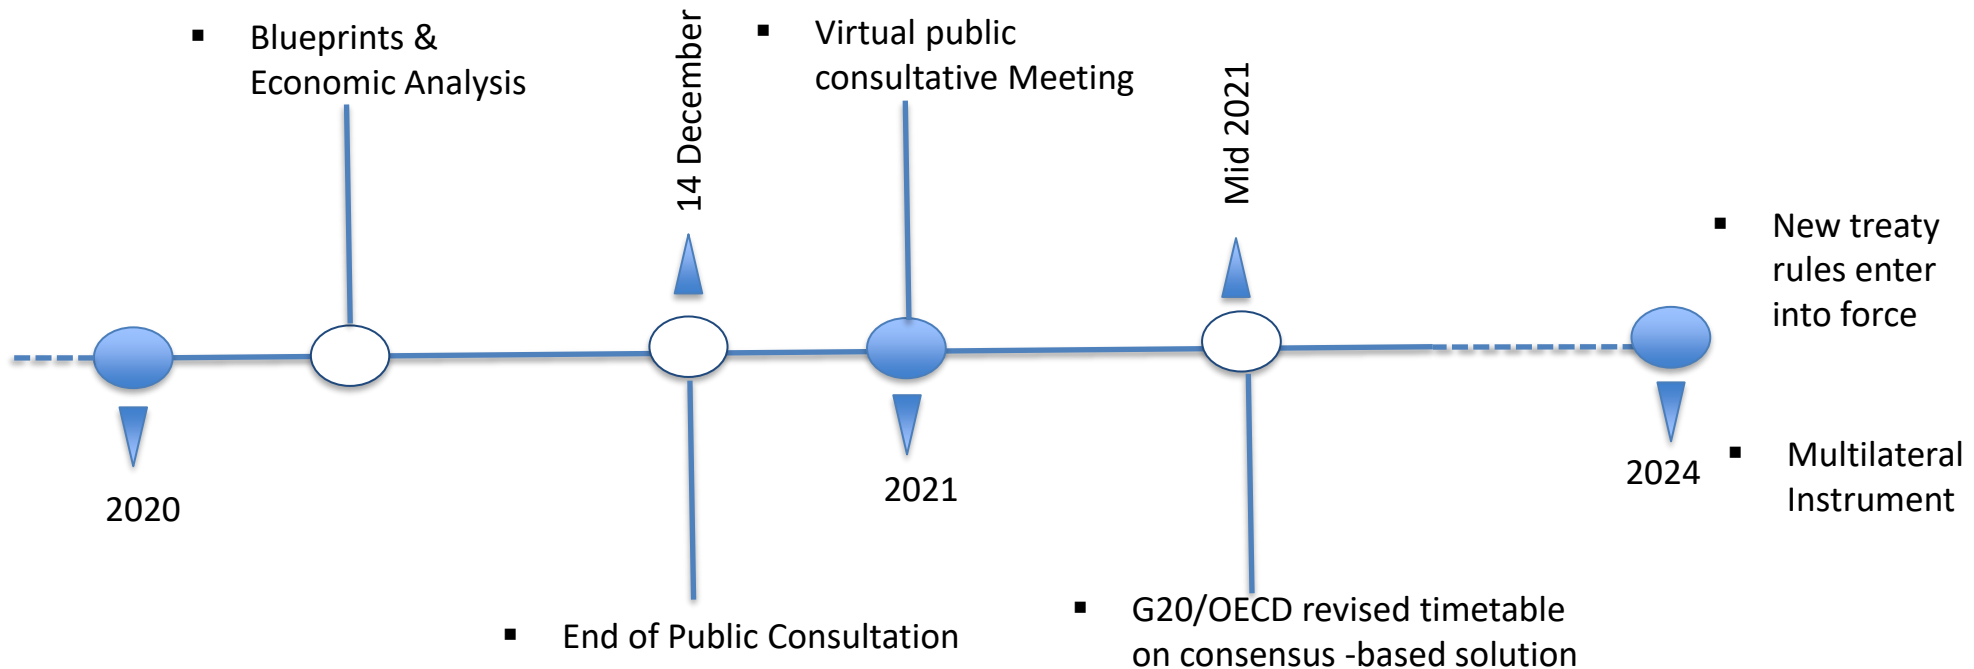 ▪ Blueprints &
Economic Analysis
14 December
▪ Virtual public
consultative Meeting
Mid 2021
▪ New treaty
rules enter
into force
2020
2021
2024
▪ Multilateral
Instrument
▪ End of Public Consultation
▪ G20/OECD revised timetable
on consensus -based solution